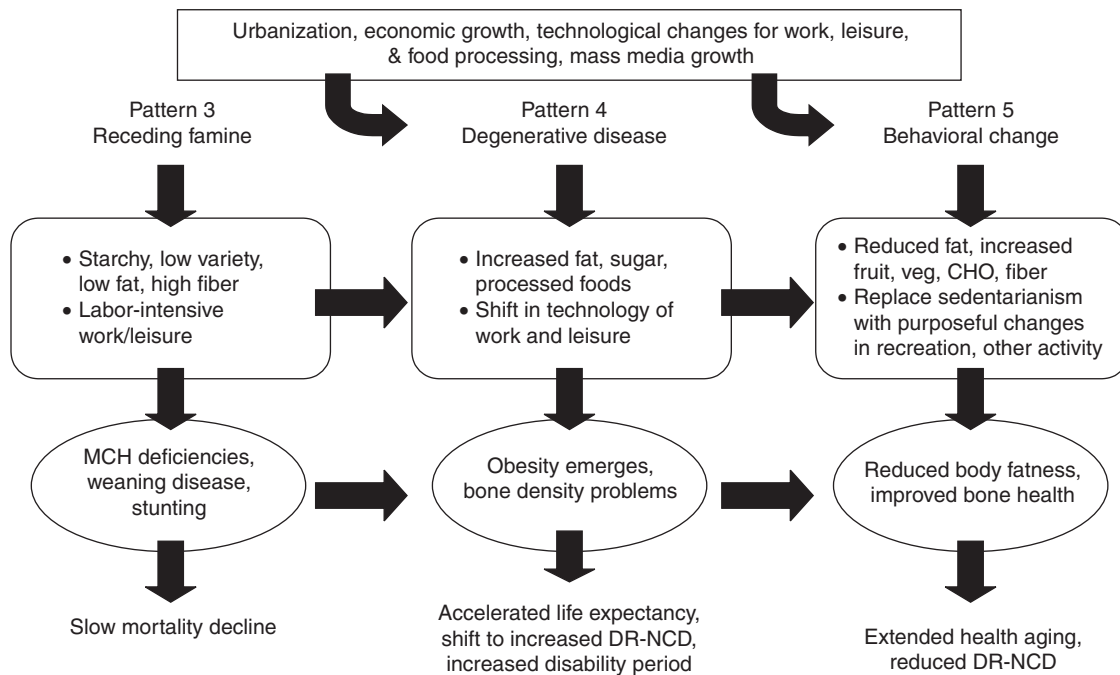 Urbanization, economic growth, technological changes for work, leisure,
& food processing, mass media growth
Pattern 3
Receding famine
Pattern 4
Degenerative disease
Pattern 5
Behavioral change
• Starchy, low variety,
low fat, high fiber
• Labor-intensive
work/leisure
• Increased fat, sugar,
processed foods
• Shift in technology of
work and leisure
• Reduced fat, increased
fruit, veg, CHO, fiber
• Replace sedentarianism
with purposeful changes
in recreation, other activity
MCH deficiencies,
weaning disease,
stunting
Obesity emerges,
bone density problems
Reduced body fatness,
improved bone health
Slow mortality decline
Accelerated life expectancy,
shift to increased DR-NCD,
increased disability period
Extended health aging,
reduced DR-NCD